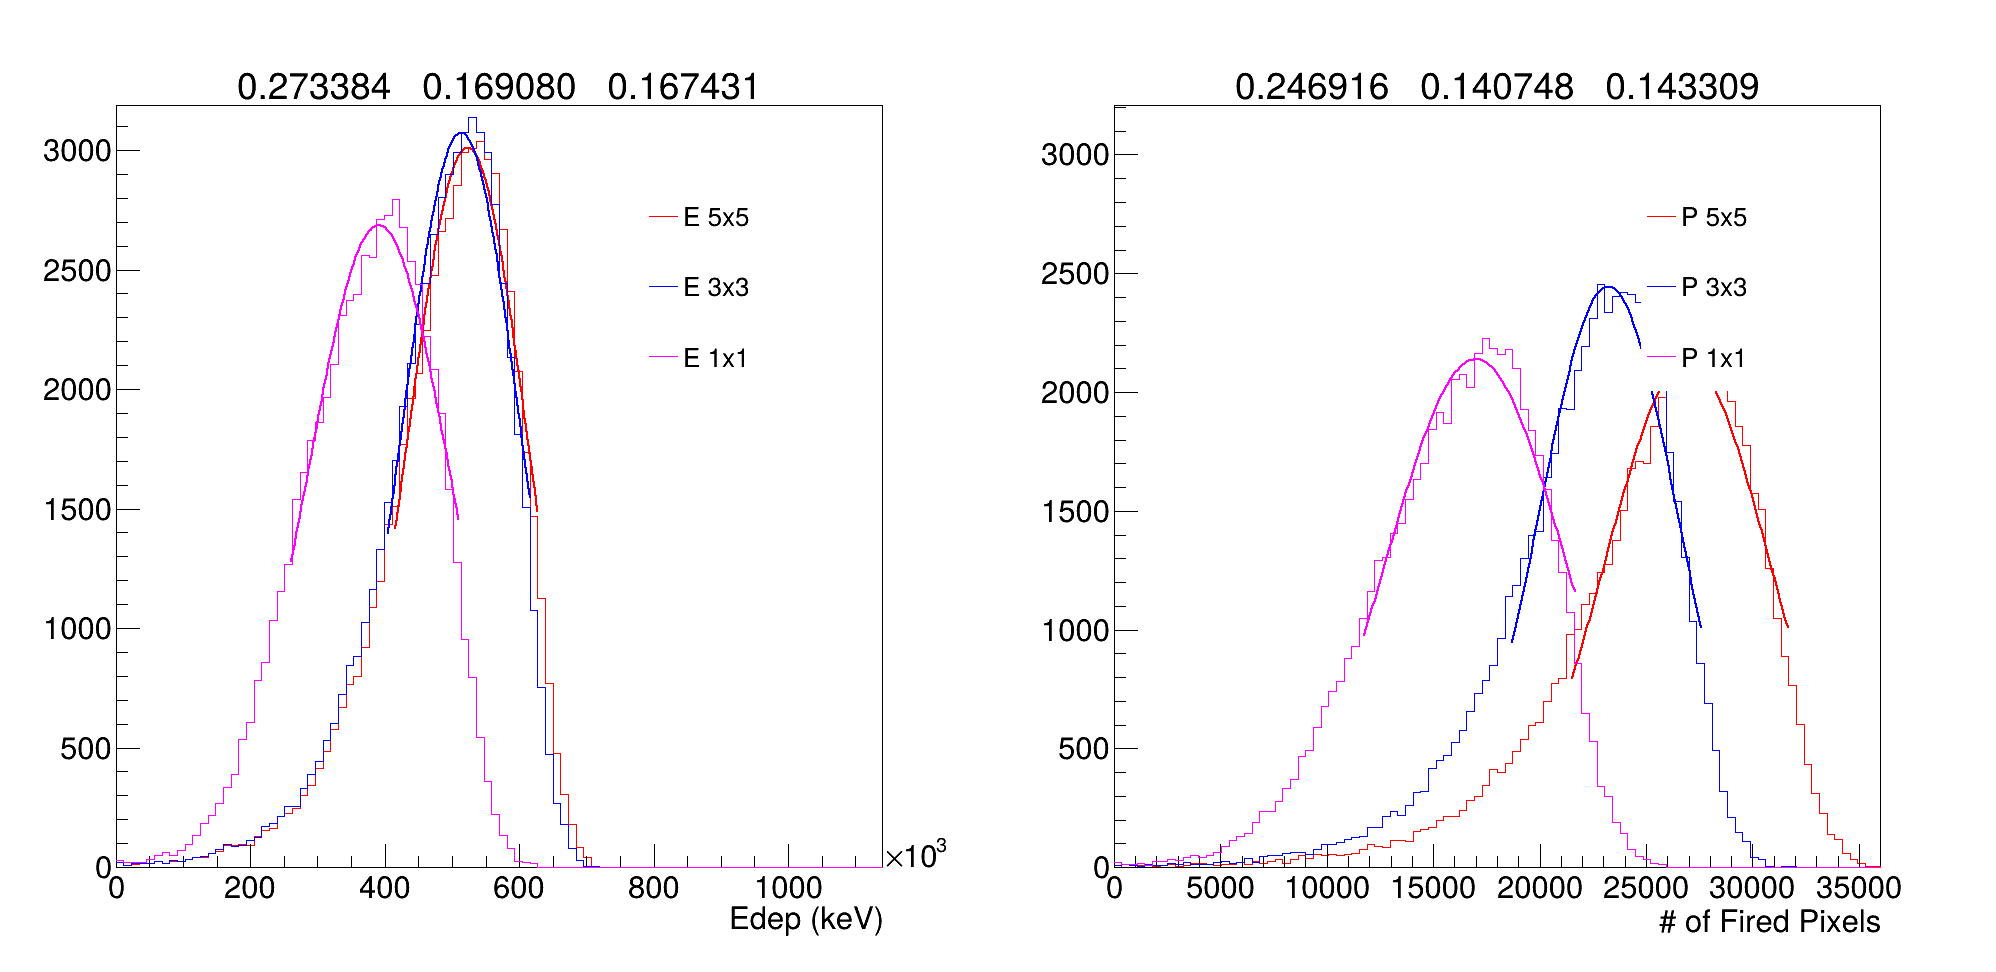 0.273384 0.169080 0.167431
3000
2500
2000
1500
1000
500
0
E 5x5
E 3x3
E 1x1
0 200 400 600 800 1000
×10³
Edep (keV)
0.246916 0.140748 0.143309
3000
2500
2000
1500
1000
500
0
P 5x5
P 3x3
P 1x1
0 5000 10000 15000 20000 25000 30000 35000
# of Fired Pixels